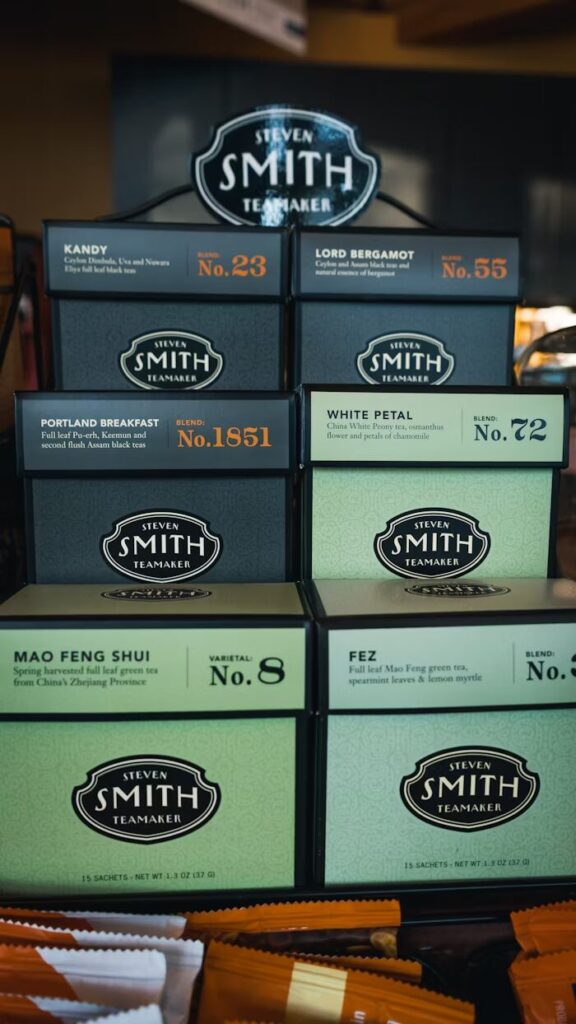 STEVEN
SMITH
TEAMAKER
KANDY
Ceylon Dimbula, Uva and Nuwara
Eliya full leaf black teas
BLEND:
No. 23
STEVEN
SMITH
TEAMAKER
LORD BERGAMOT
Ceylon and Assam black teas and
natural essence of bergamot
BLEND:
No. 55
STEVEN
SMITH
TEAMAKER
PORTLAND BREAKFAST
Full leaf Pu-erh, Keemun and
second flush Assam black teas
BLEND:
No. 1851
STEVEN
SMITH
TEAMAKER
WHITE PETAL
China White Peony tea, osmanthus
flower and petals of chamomile
BLEND:
No. 72
STEVEN
SMITH
TEAMAKER
MAO FENG SHUI
Spring harvested full leaf green tea
from China's Zhejiang Province
VARIETAL:
No. 8
STEVEN
SMITH
TEAMAKER
15 SACHETS - NET WT 1.3 OZ (37 G)
FEZ
Full leaf Mao Feng green tea,
spearmint leaves & lemon myrtle
BLEND:
No.
STEVEN
SMITH
TEAMAKER
15 SACHETS - NET WT 1.3 OZ (37 G)